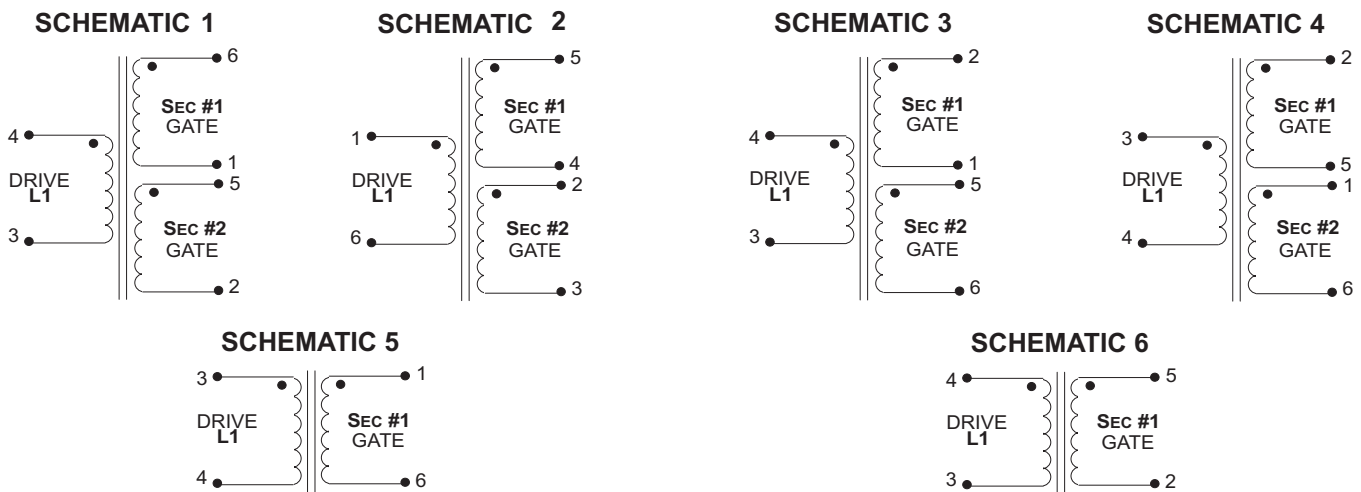 SCHEMATIC 1
6
4
SEC #1
GATE
DRIVE
L1
1
5
3
SEC #2
GATE
2
SCHEMATIC 2
5
1
SEC #1
GATE
DRIVE
L1
4
2
6
SEC #2
GATE
3
SCHEMATIC 3
2
4
SEC #1
GATE
DRIVE
L1
1
5
3
SEC #2
GATE
6
SCHEMATIC 4
2
3
SEC #1
GATE
DRIVE
L1
5
1
4
SEC #2
GATE
6
SCHEMATIC 5
3
1
DRIVE
L1
SEC #1
GATE
4
6
SCHEMATIC 6
4
5
DRIVE
L1
SEC #1
GATE
3
2